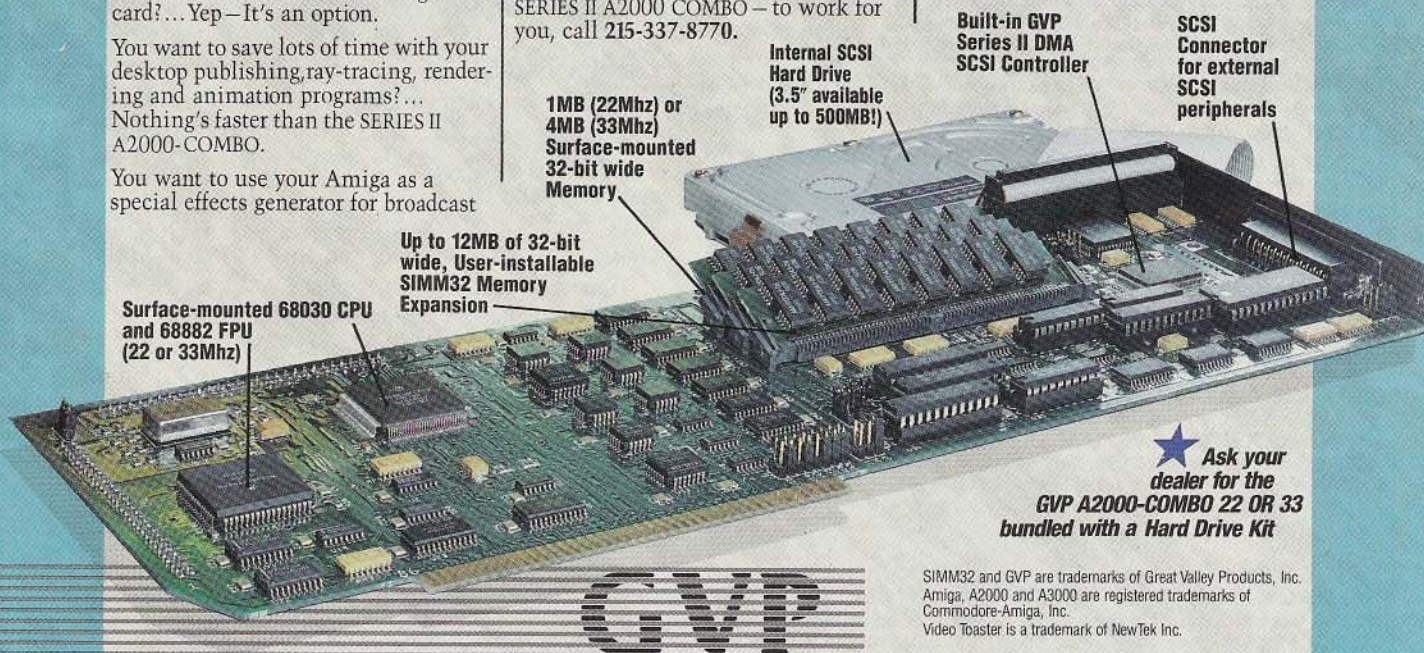 card?...Yep—It's an option.
You want to save lots of time with your
desktop publishing,ray-tracing, render-
ing and animation programs?...
Nothing's faster than the SERIES II
A2000-COMBO.
You want to use your Amiga as a
special effects generator for broadcast
SERIES II A2000 COMBO — to work for
you, call 215-337-8770.
Internal SCSI
Hard Drive
(3.5″ available
up to 500MB!)
Built-in GVP
Series II DMA
SCSI Controller
SCSI
Connector
for external
SCSI
peripherals
1MB (22Mhz) or
4MB (33Mhz)
Surface-mounted
32-bit wide
Memory
Up to 12MB of 32-bit
wide, User-installable
SIMM32 Memory
Expansion
Surface-mounted 68030 CPU
and 68882 FPU
(22 or 33Mhz)
Ask your
dealer for the
GVP A2000-COMBO 22 OR 33
bundled with a Hard Drive Kit
GVP
SIMM32 and GVP are trademarks of Great Valley Products, Inc.
Amiga, A2000 and A3000 are registered trademarks of
Commodore-Amiga, Inc.
Video Toaster is a trademark of NewTek Inc.